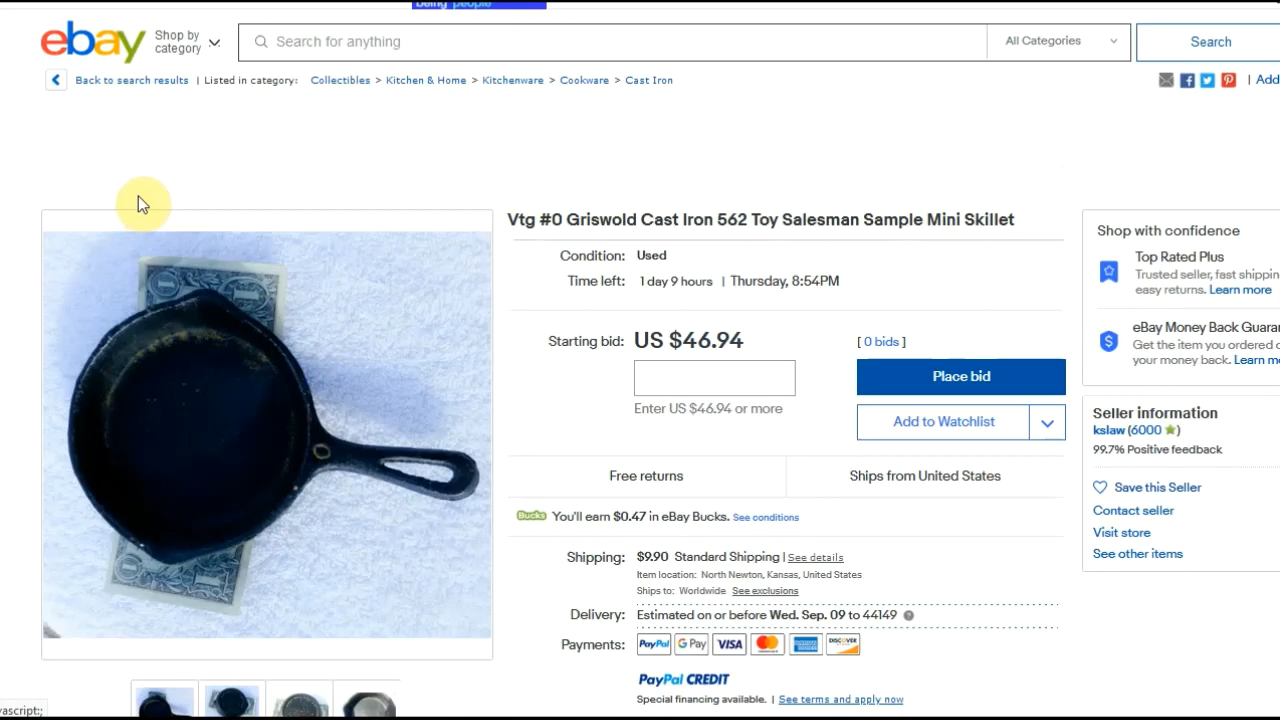 being people
ebay
Shop by
category
Search for anything
All Categories
Search
Back to search results | Listed in category: Collectibles > Kitchen & Home > Kitchenware > Cookware > Cast Iron
| Add
Vtg #0 Griswold Cast Iron 562 Toy Salesman Sample Mini Skillet
Condition: Used
Time left: 1 day 9 hours | Thursday, 8:54PM
Starting bid: US $46.94
[ 0 bids ]
Place bid
Enter US $46.94 or more
Add to Watchlist
Free returns
Ships from United States
Bucks You'll earn $0.47 in eBay Bucks. See conditions
Shipping: $9.90 Standard Shipping | See details
Item location: North Newton, Kansas, United States
Ships to: Worldwide See exclusions
Delivery: Estimated on or before Wed. Sep. 09 to 44149
Payments: PayPal G Pay VISA DISCOVER
PayPal CREDIT
Special financing available. | See terms and apply now
Shop with confidence
Top Rated Plus
Trusted seller, fast shippin
easy returns. Learn more
eBay Money Back Guara
Get the item you ordered o
your money back. Learn m
Seller information
kslaw (6000 )
99.7% Positive feedback
Save this Seller
Contact seller
Visit store
See other items
vascript:;